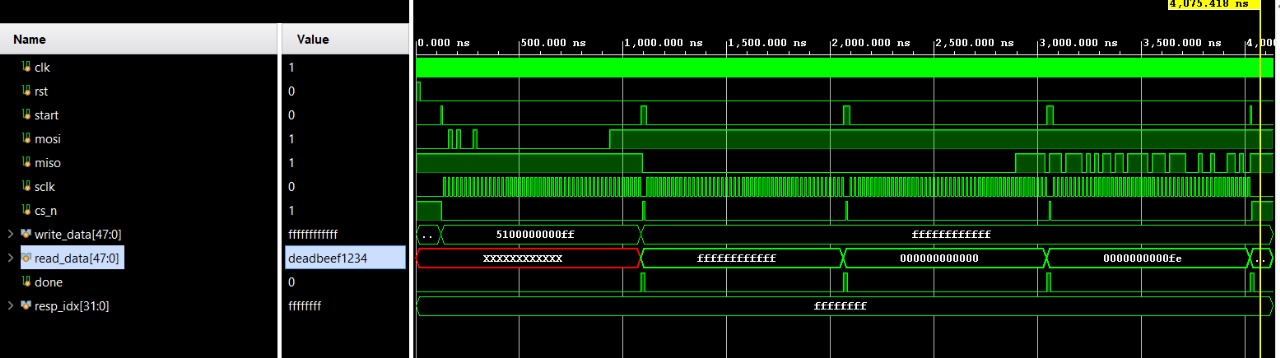 4,075.418 ns
Name Value
0.000 ns 500.000 ns 1,000.000 ns 1,500.000 ns 2,000.000 ns 2,500.000 ns 3,000.000 ns 3,500.000 ns 4,0
clk 1
rst 0
start 0
mosi 1
miso 1
sclk 0
cs_n 1
write_data[47:0] ffffffffffff .. 5100000000ff ffffffffffff
read_data[47:0] deadbeef1234 XXXXXXXXXXXX ffffffffffff 000000000000 0000000000fe ..
done 0
resp_idx[31:0] ffffffff ffffffff